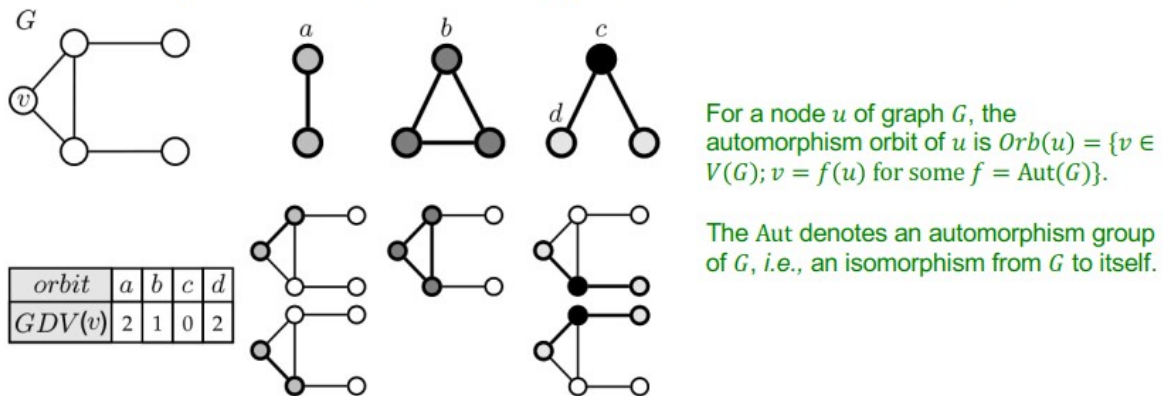 G
v
a
b
c
d
For a node u of graph G, the
automorphism orbit of u is Orb(u) = {v ∈
V(G); v = f(u) for some f = Aut(G)}.
The Aut denotes an automorphism group
of G, i.e., an isomorphism from G to itself.
orbit a b c d
GDV(v) 2 1 0 2